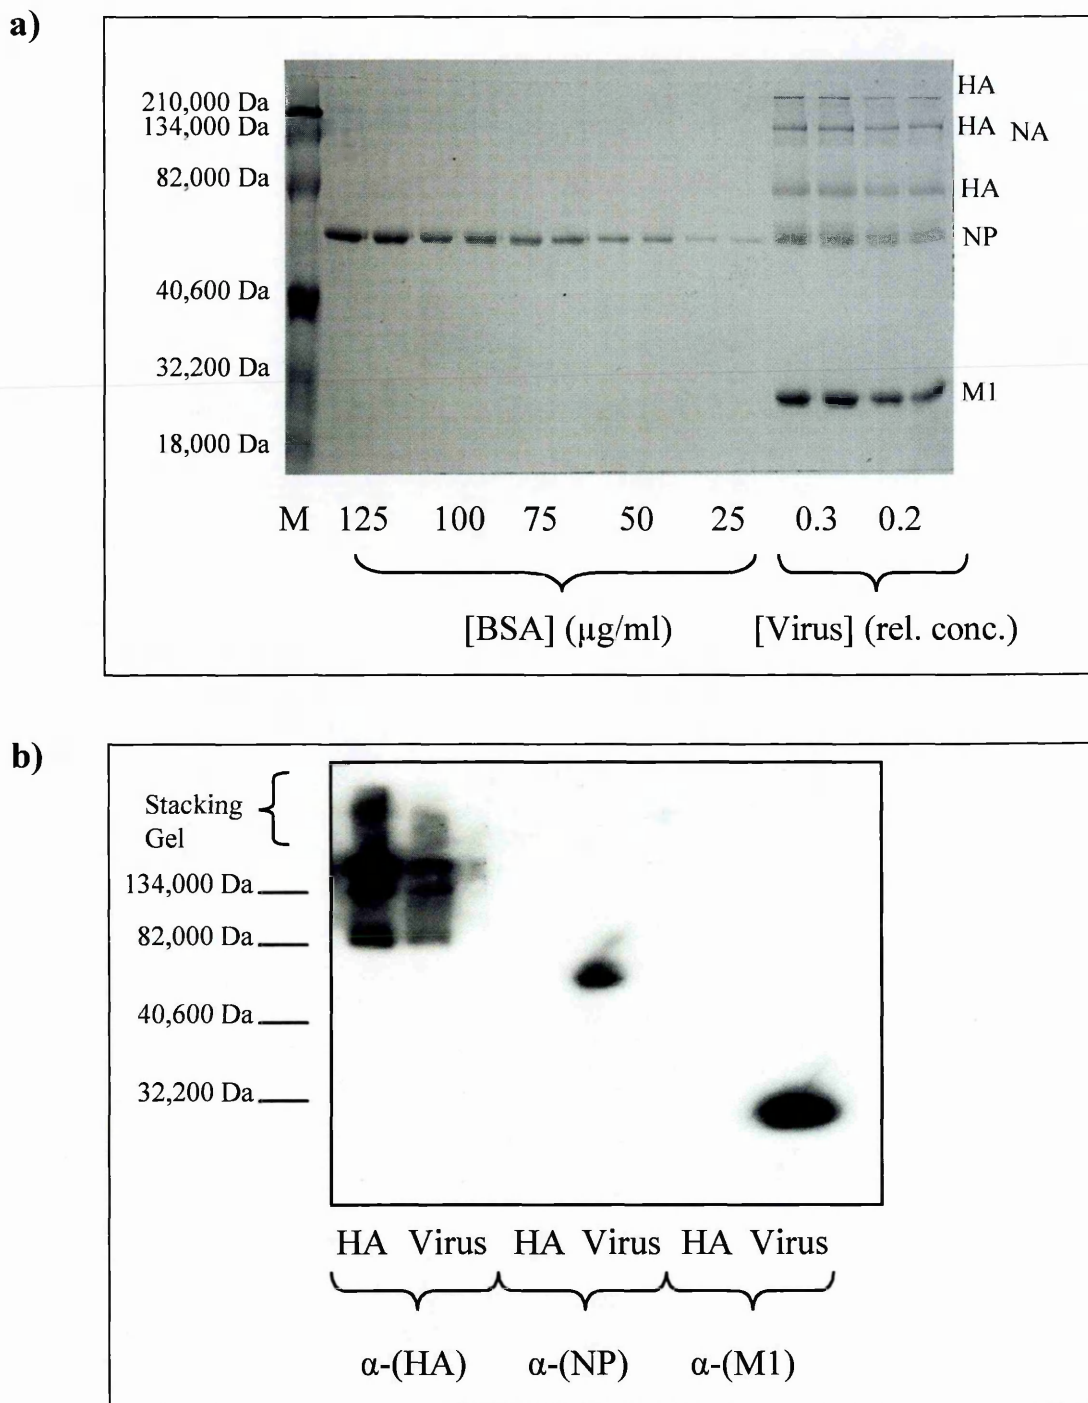 a)
HA
210,000 Da
134,000 Da
HA NA
82,000 Da
HA
NP
40,600 Da
32,200 Da
M1
18,000 Da
M 125 100 75 50 25 0.3 0.2
[BSA] (µg/ml) [Virus] (rel. conc.)
b)
Stacking
Gel
134,000 Da
82,000 Da
40,600 Da
32,200 Da
HA Virus HA Virus HA Virus
α-(HA) α-(NP) α-(M1)